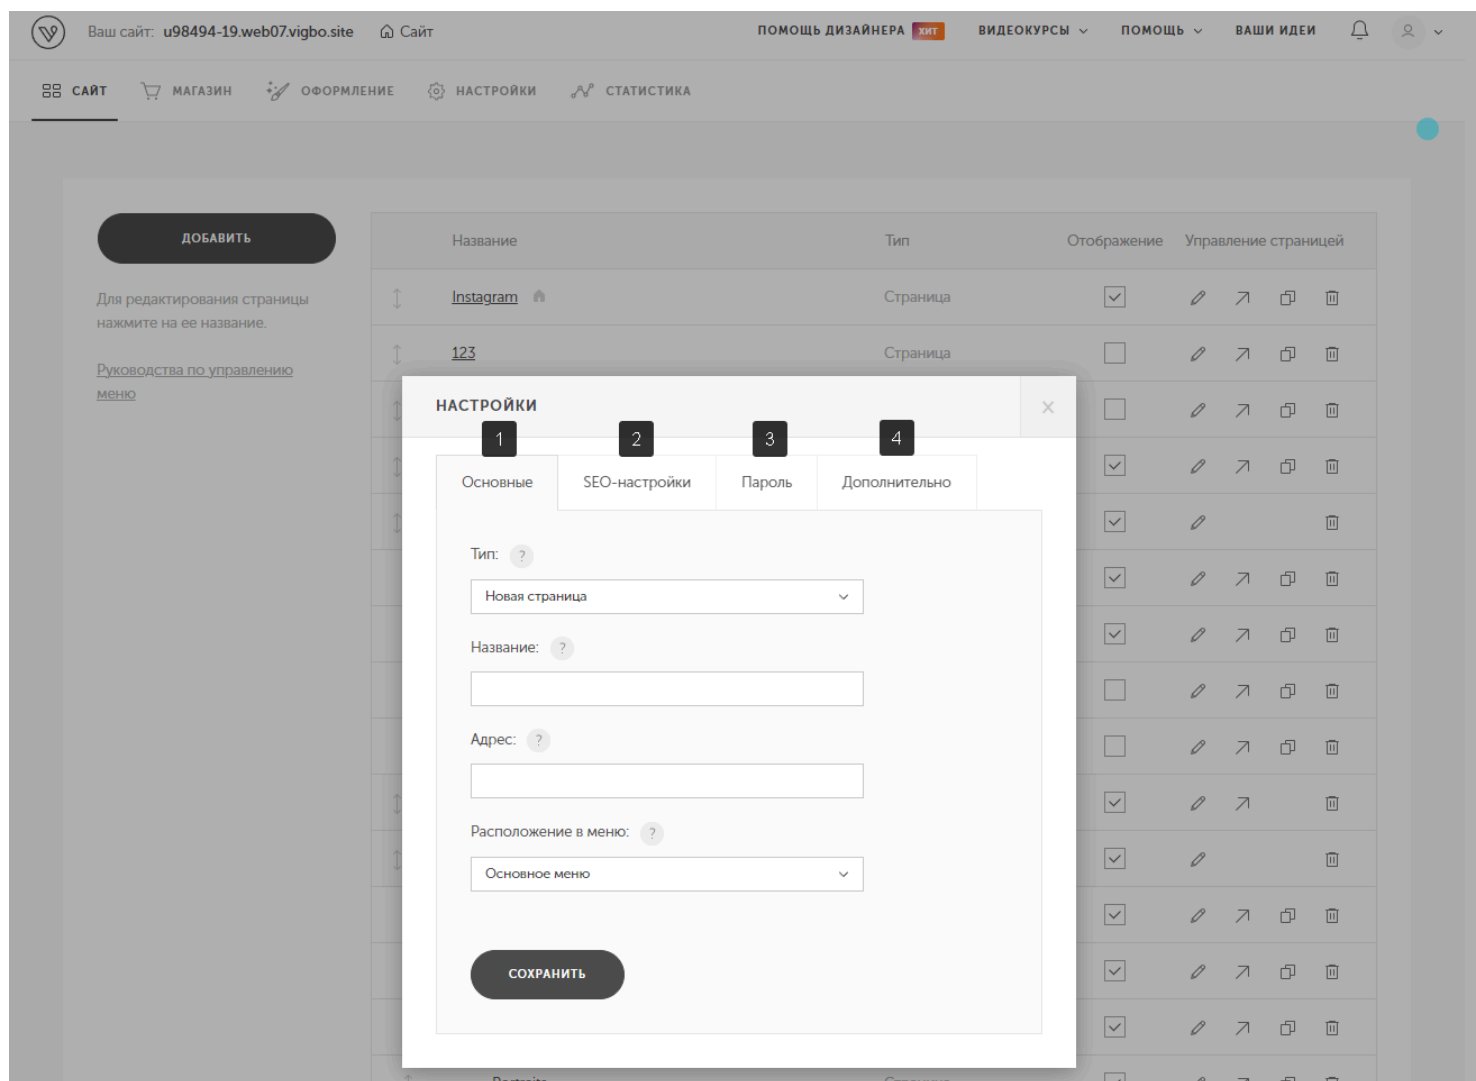 Ваш сайт: u98494-19.web07.vigbo.site Сайт ПОМОЩЬ ДИЗАЙНЕРА ХИТ ВИДЕОКУРСЫ ПОМОЩЬ ВАШИ ИДЕИ
САЙТ МАГАЗИН ОФОРМЛЕНИЕ НАСТРОЙКИ СТАТИСТИКА
ДОБАВИТЬ
Для редактирования страницы
нажмите на ее название.
Руководства по управлению
меню
Название Тип Отображение Управление страницей
Instagram Страница
123 Страница
НАСТРОЙКИ
1 2 3 4
Основные SEO-настройки Пароль Дополнительно
Тип: ?
Новая страница
Название: ?
Адрес: ?
Расположение в меню: ?
Основное меню
СОХРАНИТЬ